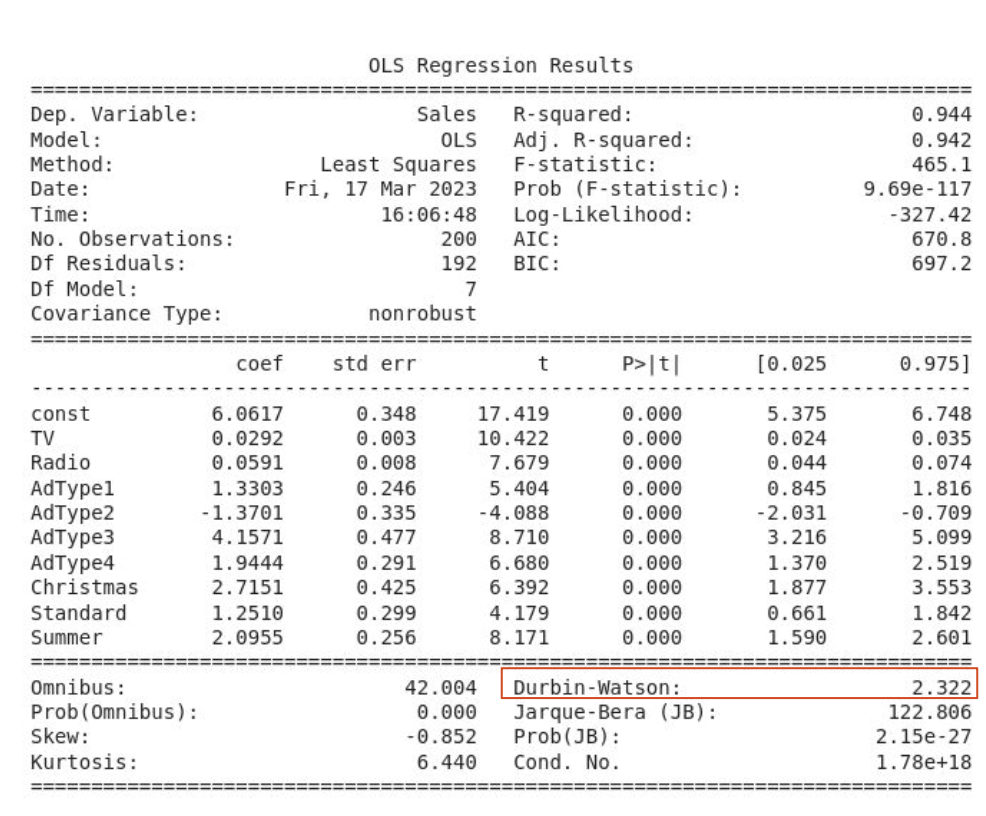 OLS Regression Results
==============================================================================
Dep. Variable: Sales R-squared: 0.944
Model: OLS Adj. R-squared: 0.942
Method: Least Squares F-statistic: 465.1
Date: Fri, 17 Mar 2023 Prob (F-statistic): 9.69e-117
Time: 16:06:48 Log-Likelihood: -327.42
No. Observations: 200 AIC: 670.8
Df Residuals: 192 BIC: 697.2
Df Model: 7
Covariance Type: nonrobust
==============================================================================
coef std err t P>|t| [0.025 0.975]
------------------------------------------------------------------------------
const 6.0617 0.348 17.419 0.000 5.375 6.748
TV 0.0292 0.003 10.422 0.000 0.024 0.035
Radio 0.0591 0.008 7.679 0.000 0.044 0.074
AdType1 1.3303 0.246 5.404 0.000 0.845 1.816
AdType2 -1.3701 0.335 -4.088 0.000 -2.031 -0.709
AdType3 4.1571 0.477 8.710 0.000 3.216 5.099
AdType4 1.9444 0.291 6.680 0.000 1.370 2.519
Christmas 2.7151 0.425 6.392 0.000 1.877 3.553
Standard 1.2510 0.299 4.179 0.000 0.661 1.842
Summer 2.0955 0.256 8.171 0.000 1.590 2.601
==============================================================================
Omnibus: 42.004 Durbin-Watson: 2.322
Prob(Omnibus): 0.000 Jarque-Bera (JB): 122.806
Skew: -0.852 Prob(JB): 2.15e-27
Kurtosis: 6.440 Cond. No. 1.78e+18
==============================================================================